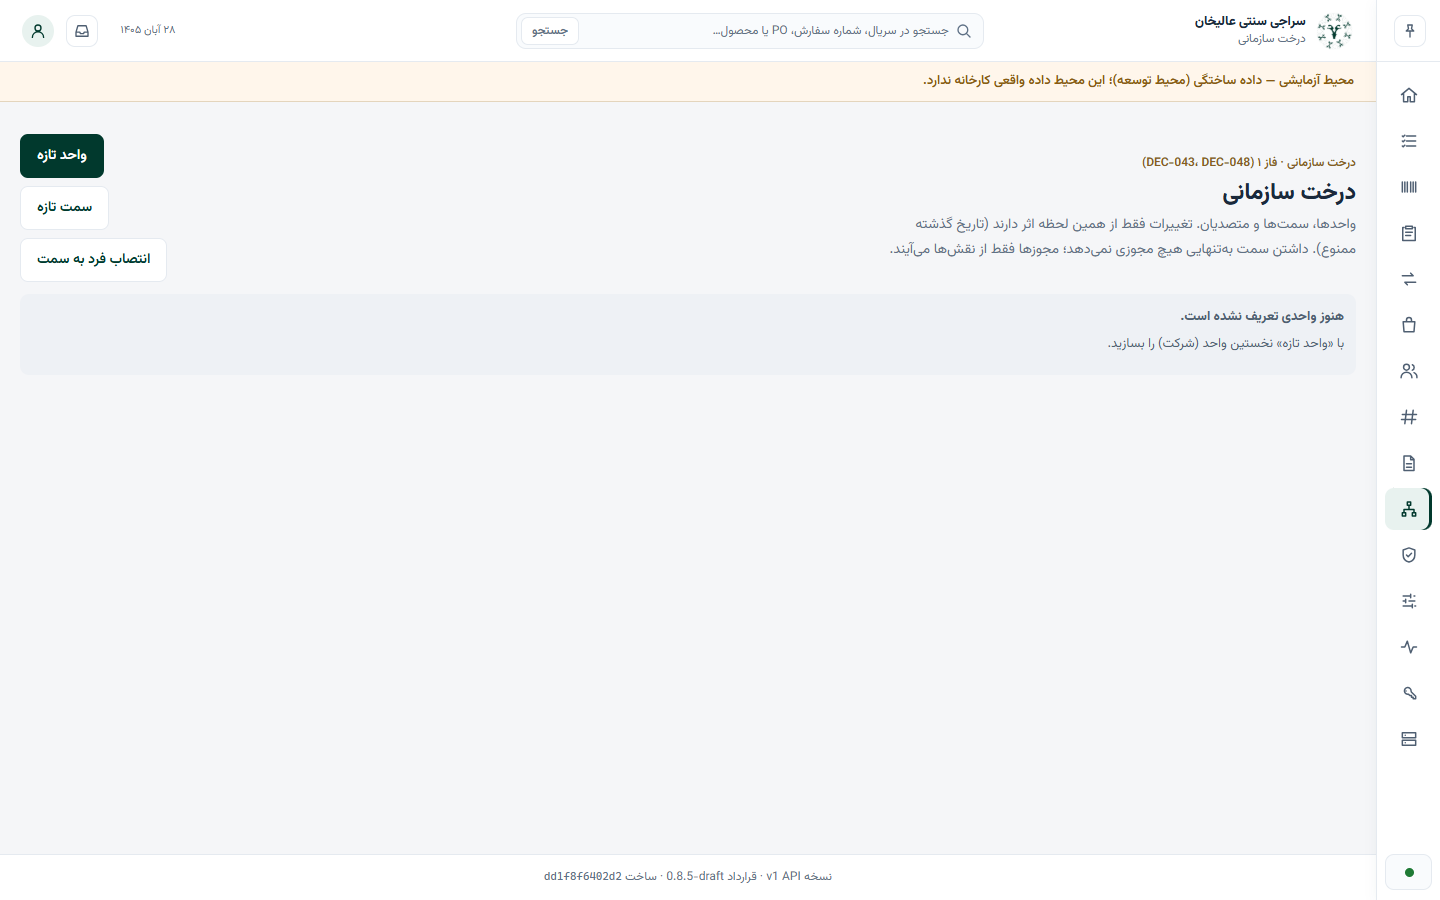 سراجی سنتی عالیخان
درخت سازمانی
جستجو در سریال، شماره سفارش، PO یا محصول...
جستجو
۲۸ آبان ۱۴۰۵
محیط آزمایشی — داده ساختگی (محیط توسعه)؛ این محیط داده واقعی کارخانه ندارد.
درخت سازمانی · فاز ۱ (DEC-043، DEC-048)
درخت سازمانی
واحدها، سمت‌ها و متصدیان. تغییرات فقط از همین لحظه اثر دارند (تاریخ گذشته
ممنوع). داشتن سمت به‌تنهایی هیچ مجوزی نمی‌دهد؛ مجوزها فقط از نقش‌ها می‌آیند.
واحد تازه
سمت تازه
انتصاب فرد به سمت
هنوز واحدی تعریف نشده است.
با «واحد تازه» نخستین واحد (شرکت) را بسازید.
نسخه v1 API · قرارداد 0.8.5-draft · ساخت dd1f8f6402d2